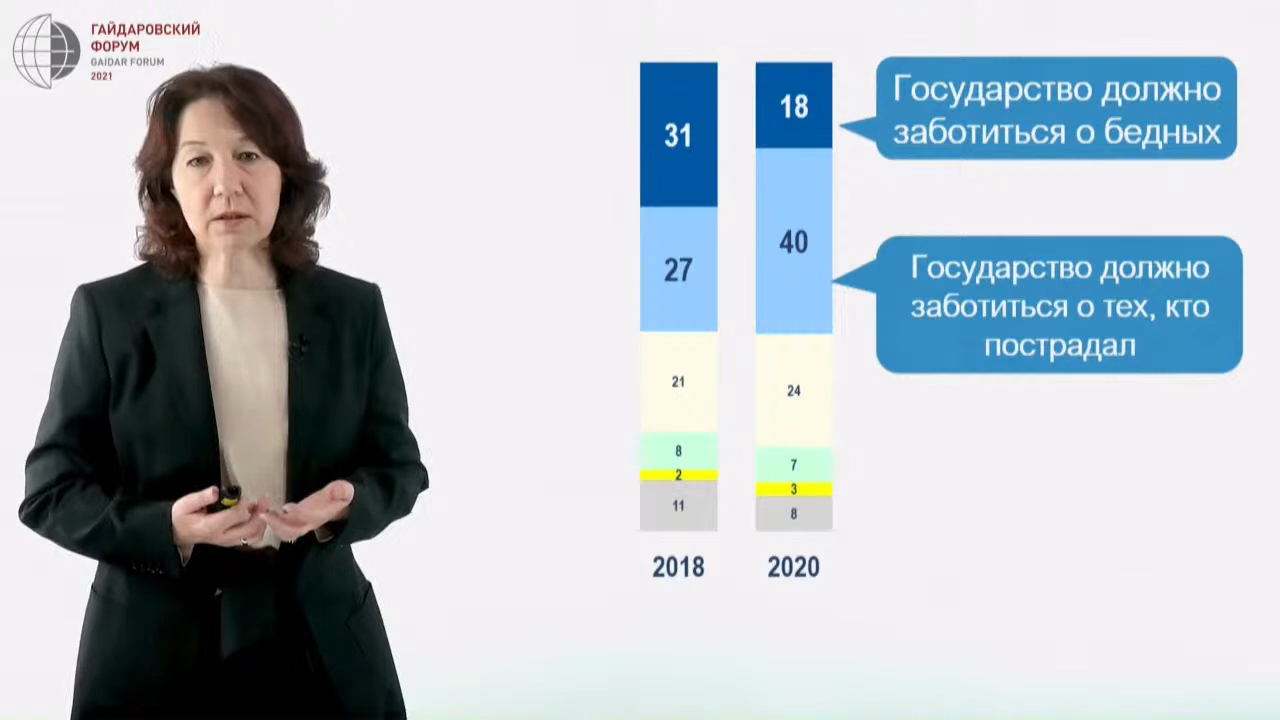 ГАЙДАРОВСКИЙ
ФОРУМ
GAIDAR FORUM
2021
31
27
21
8
2
11
2018
18
40
24
7
3
8
2020
Государство должно
заботиться о бедных
Государство должно
заботиться о тех, кто
пострадал